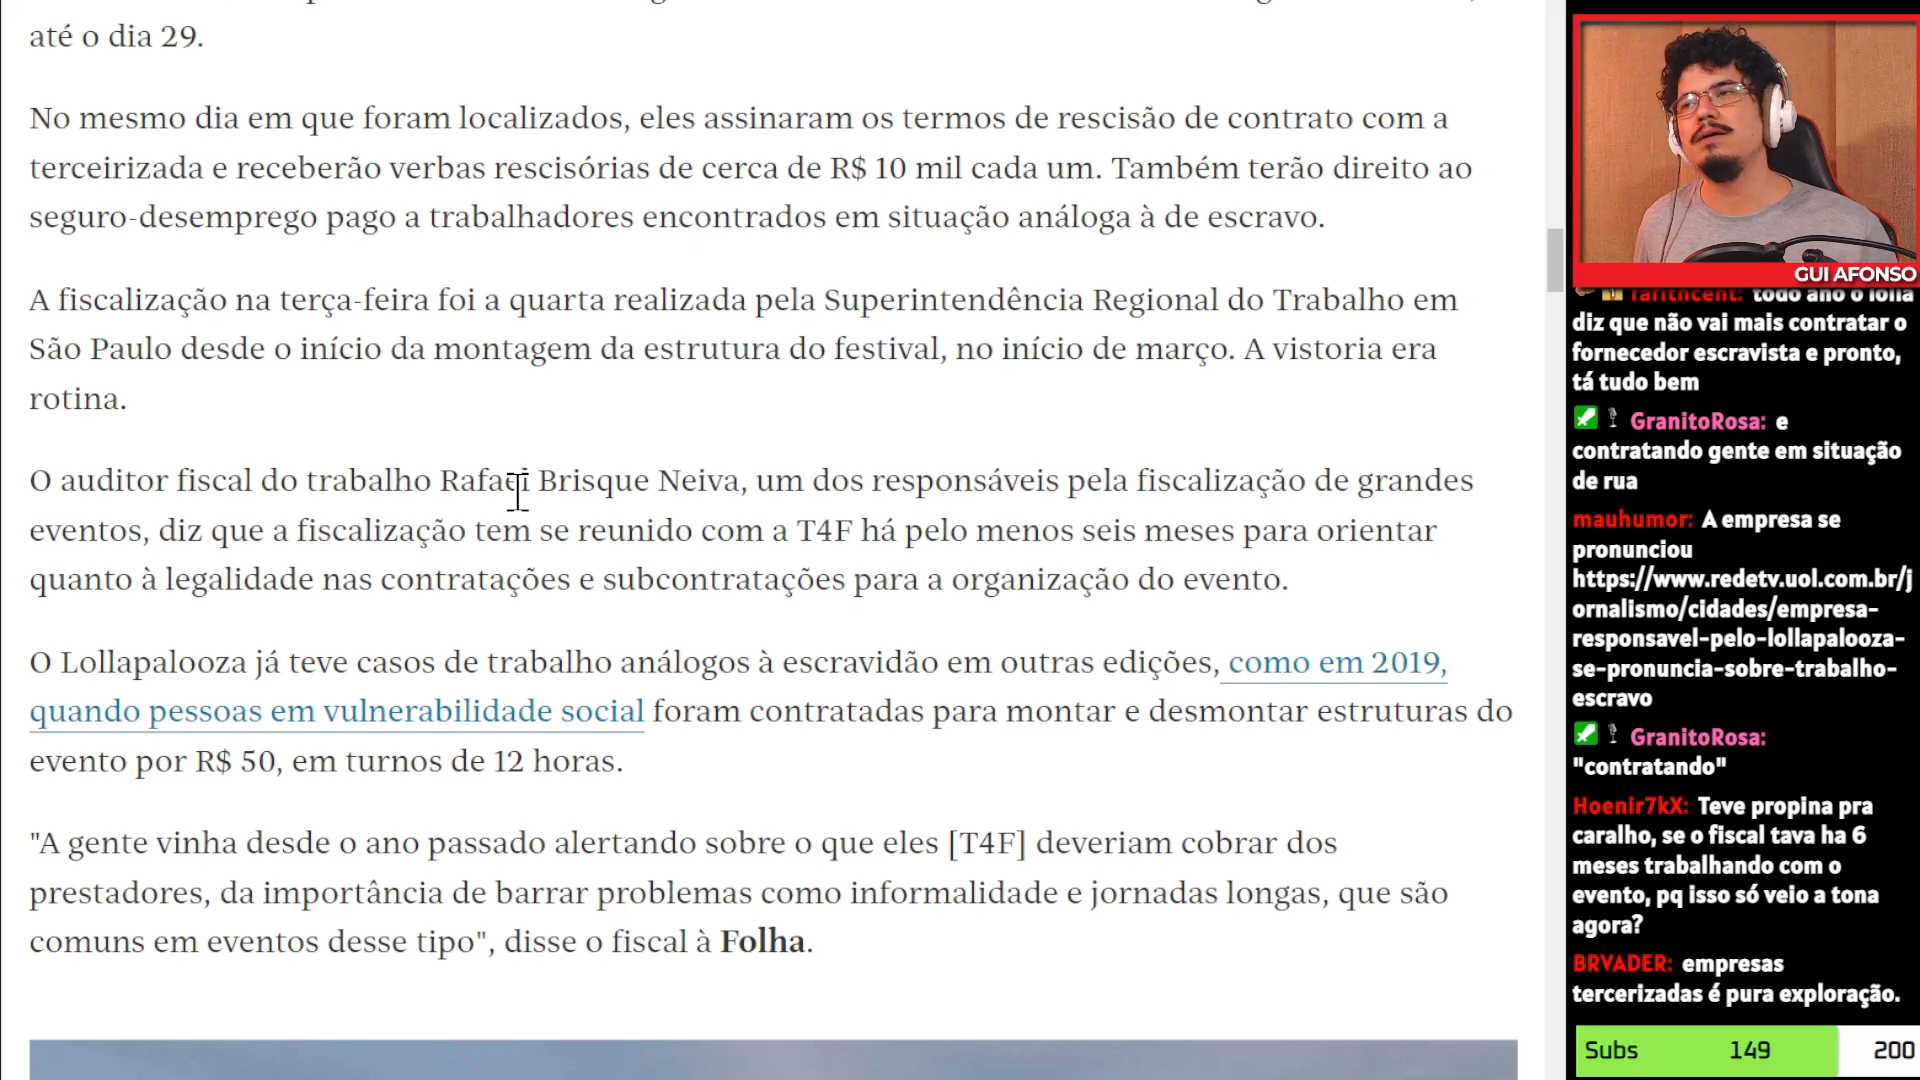 até o dia 29.
No mesmo dia em que foram localizados, eles assinaram os termos de rescisão de contrato com a
terceirizada e receberão verbas rescisórias de cerca de R$ 10 mil cada um. Também terão direito ao
seguro-desemprego pago a trabalhadores encontrados em situação análoga à de escravo.
A fiscalização na terça-feira foi a quarta realizada pela Superintendência Regional do Trabalho em
São Paulo desde o início da montagem da estrutura do festival, no início de março. A vistoria era
rotina.
O auditor fiscal do trabalho Rafael Brisque Neiva, um dos responsáveis pela fiscalização de grandes
eventos, diz que a fiscalização tem se reunido com a T4F há pelo menos seis meses para orientar
quanto à legalidade nas contratações e subcontratações para a organização do evento.
O Lollapalooza já teve casos de trabalho análogos à escravidão em outras edições, como em 2019,
quando pessoas em vulnerabilidade social foram contratadas para montar e desmontar estruturas do
evento por R$ 50, em turnos de 12 horas.
"A gente vinha desde o ano passado alertando sobre o que eles [T4F] deveriam cobrar dos
prestadores, da importância de barrar problemas como informalidade e jornadas longas, que são
comuns em eventos desse tipo", disse o fiscal à Folha.
GUI AFONSO
todo ano o lolla
diz que não vai mais contratar o
fornecedor escravista e pronto,
tá tudo bem
GranitoRosa: e
contratando gente em situação
de rua
mauhumor: A empresa se
pronunciou
https://www.redetv.uol.com.br/j
ornalismo/cidades/empresa-
responsavel-pelo-lollapalooza-
se-pronuncia-sobre-trabalho-
escravo
GranitoRosa:
"contratando"
Hoenir7kX: Teve propina pra
caralho, se o fiscal tava ha 6
meses trabalhando com o
evento, pq isso só veio a tona
agora?
BRVADER: empresas
tercerizadas é pura exploração.
Subs 149 200